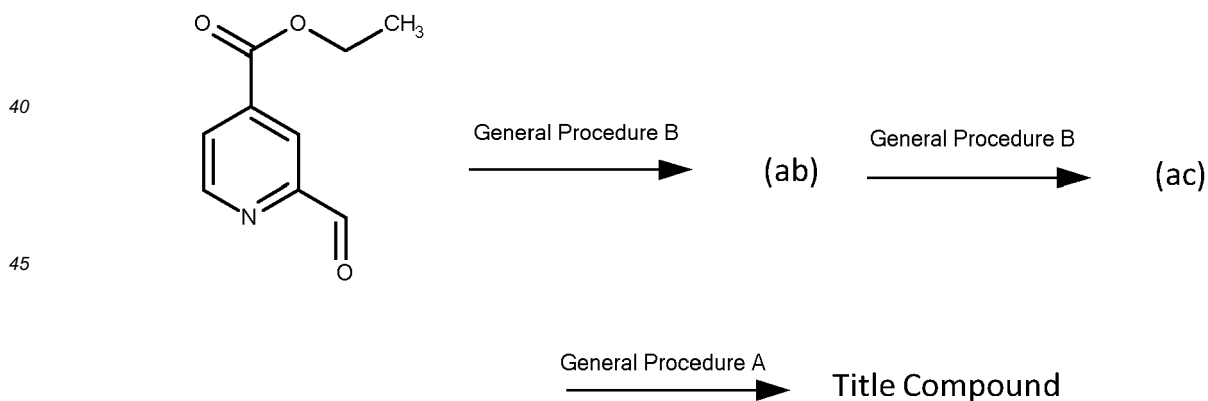 O O CH3
40
General Procedure B
(ab)
General Procedure B
(ac)
N
45
O
General Procedure A
Title Compound